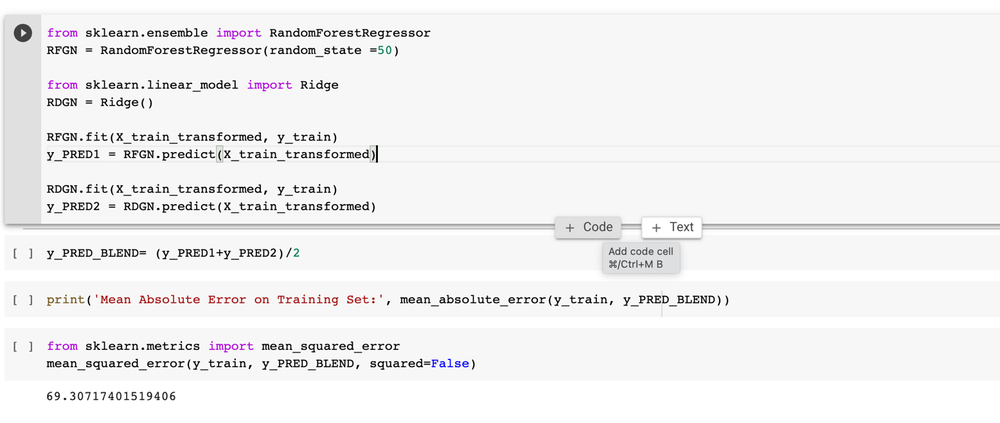 from sklearn.ensemble import RandomForestRegressor
RFGN = RandomForestRegressor(random_state =50)
from sklearn.linear_model import Ridge
RDGN = Ridge()
RFGN.fit(X_train_transformed, y_train)
y_PRED1 = RFGN.predict(X_train_transformed)
RDGN.fit(X_train_transformed, y_train)
y_PRED2 = RDGN.predict(X_train_transformed)
+ Code + Text
Add code cell
⌘/Ctrl+M B
[ ] y_PRED_BLEND= (y_PRED1+y_PRED2)/2
[ ] print('Mean Absolute Error on Training Set:', mean_absolute_error(y_train, y_PRED_BLEND))
[ ] from sklearn.metrics import mean_squared_error
mean_squared_error(y_train, y_PRED_BLEND, squared=False)
69.30717401519406